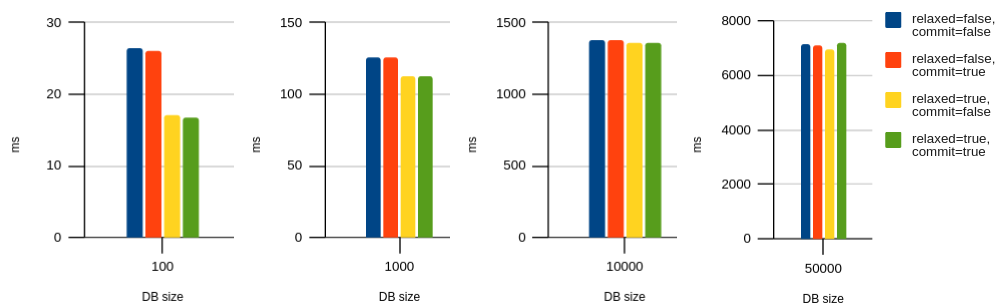 30
20
10
0
ms
100
DB size
150
100
50
0
ms
1000
DB size
1500
1000
500
0
ms
10000
DB size
8000
6000
4000
2000
0
ms
50000
DB size
relaxed=false,
commit=false
relaxed=false,
commit=true
relaxed=true,
commit=false
relaxed=true,
commit=true